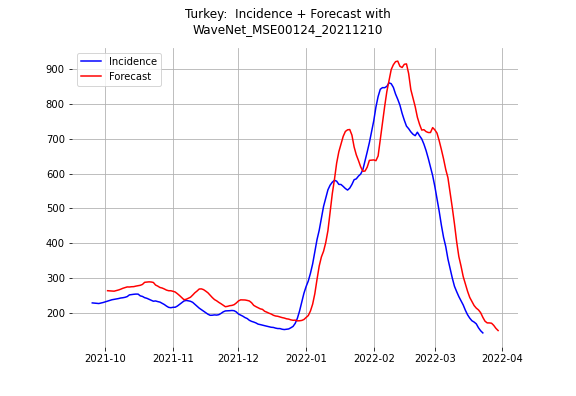 Turkey:  Incidence + Forecast with
WaveNet_MSE00124_20211210
Incidence
Forecast
900
800
700
600
500
400
300
200
2021-10 2021-11 2021-12 2022-01 2022-02 2022-03 2022-04